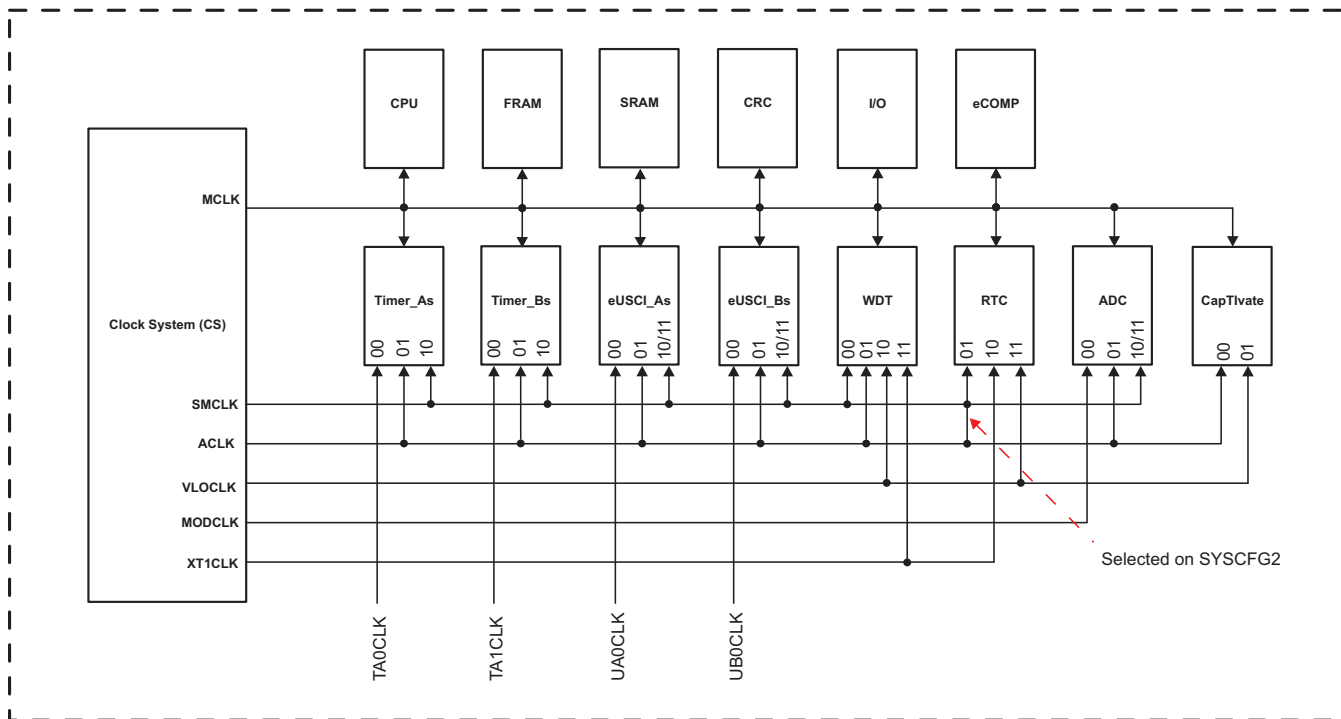 CPU
FRAM
SRAM
CRC
I/O
eCOMP
MCLK
Timer_As
Timer_Bs
eUSCI_As
eUSCI_Bs
WDT
RTC
ADC
CapTIvate
Clock System (CS)
00
01
10
00
01
10
00
01
10/11
00
01
10/11
00
01
10
11
01
10
11
00
01
10/11
00
01
SMCLK
ACLK
VLOCLK
MODCLK
XT1CLK
Selected on SYSCFG2
TA0CLK
TA1CLK
UA0CLK
UB0CLK